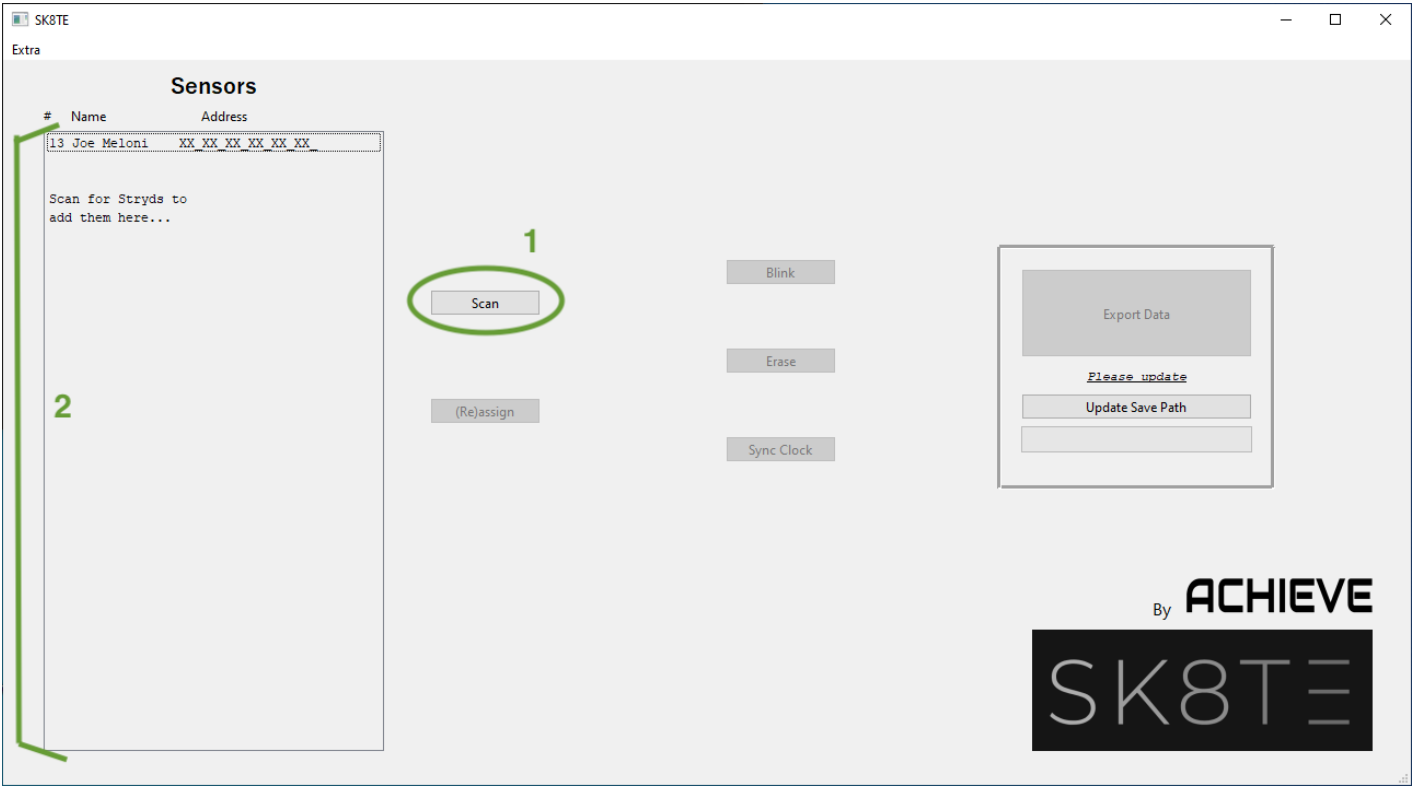 SK8TE
Extra
Sensors
# Name Address
13 Joe Meloni XX_XX_XX_XX_XX_XX_
Scan for Stryds to
add them here...
1
Scan
2
(Re)assign
Blink
Erase
Sync Clock
Export Data
Please update
Update Save Path
By ACHIEVE
SK8TE